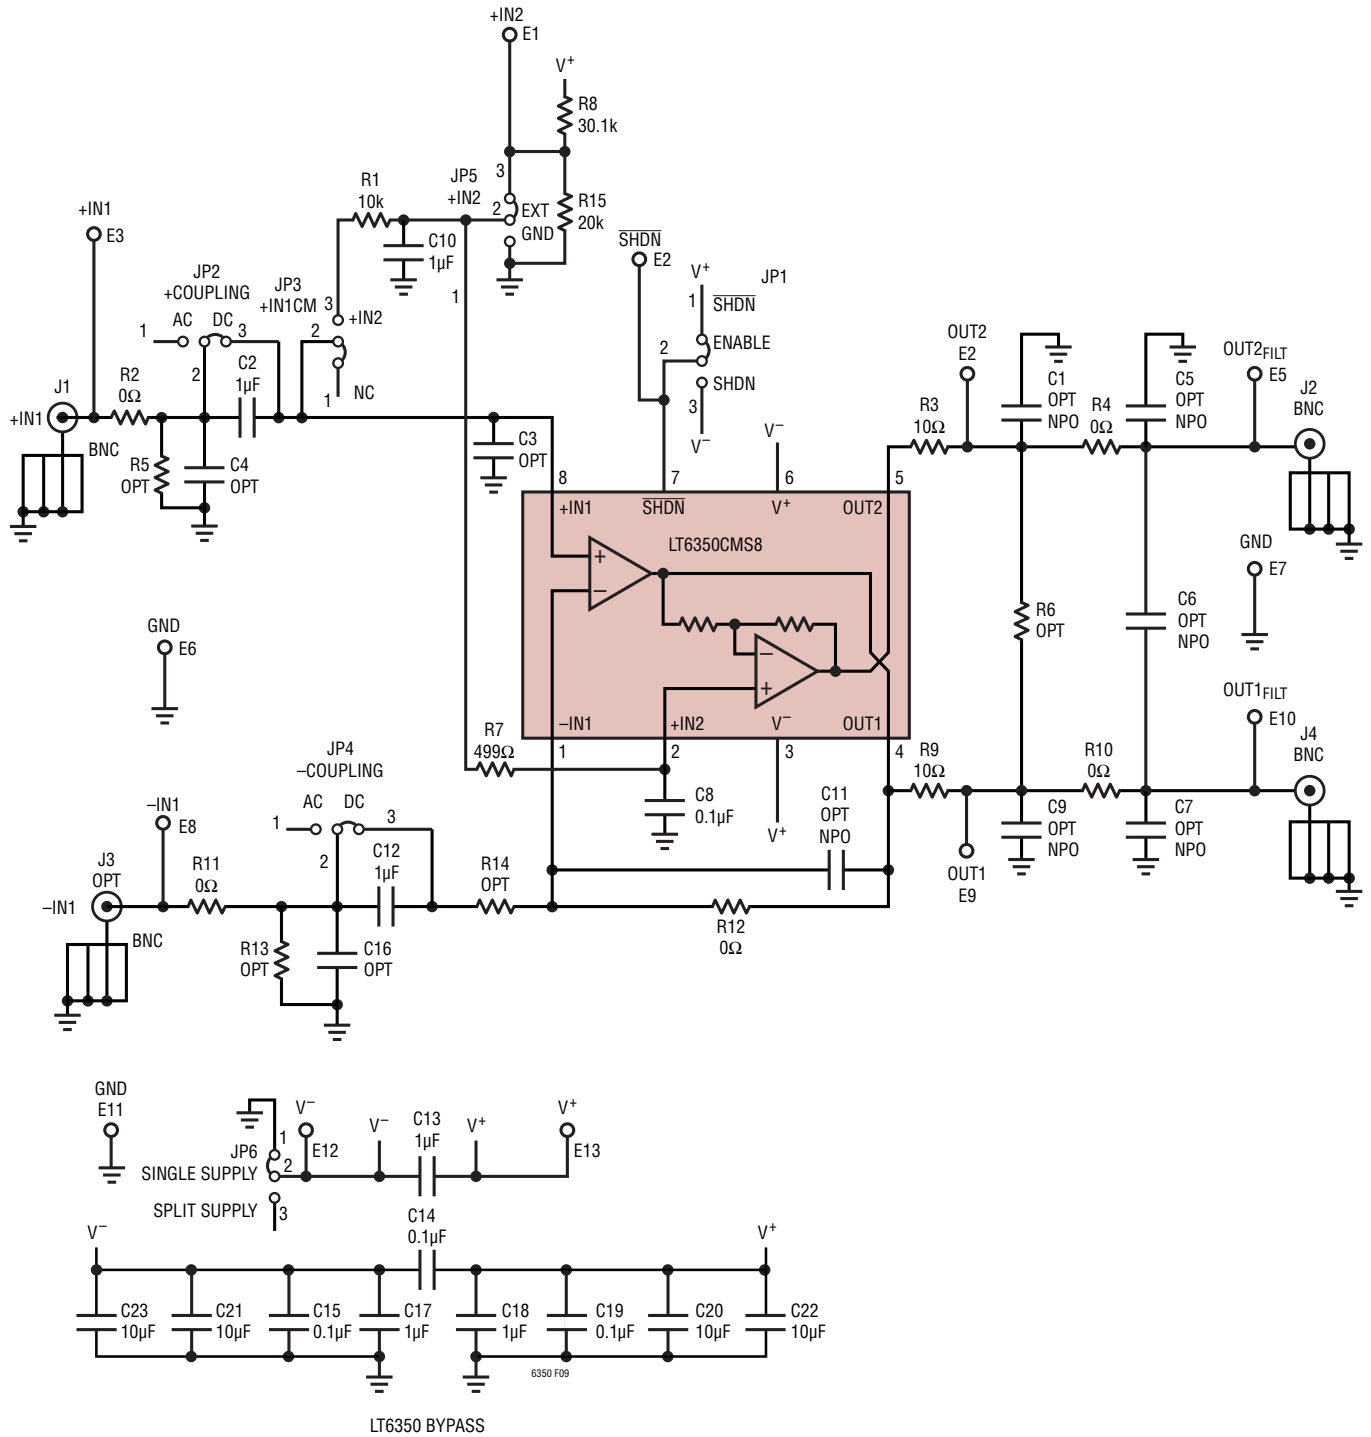 +IN2
E1
V+
R8
30.1k
3
JP5
+IN2
2
EXT
GND
R15
20k
R1
10k
C10
1µF
+IN1
E3
JP2
+COUPLING
1
AC
DC
3
2
JP3
+IN1CM
3
+IN2
2
1
NC
1
SHDN
E2
V+
JP1
1
SHDN
2
ENABLE
SHDN
3
V−
J1
+IN1
BNC
R2
0Ω
C2
1µF
R5
OPT
C4
OPT
C3
OPT
V−
8
7
6
5
+IN1
SHDN
V+
OUT2
LT6350CMS8
+
−
−
+
−IN1
+IN2
V−
OUT1
1
2
3
4
V+
OUT2
E2
R3
10Ω
C1
OPT
NPO
R4
0Ω
C5
OPT
NPO
OUT2FILT
E5
J2
BNC
GND
E7
R6
OPT
C6
OPT
NPO
OUT1FILT
E10
J4
BNC
R9
10Ω
R10
0Ω
C9
OPT
NPO
C7
OPT
NPO
OUT1
E9
GND
E6
R7
499Ω
C8
0.1µF
C11
OPT
NPO
JP4
−COUPLING
1
AC
DC
3
2
−IN1
E8
J3
OPT
−IN1
BNC
R11
0Ω
C12
1µF
R14
OPT
R12
0Ω
R13
OPT
C16
OPT
GND
E11
JP6
1
SINGLE SUPPLY
2
SPLIT SUPPLY
3
V−
E12
V−
C13
1µF
V+
V+
E13
C14
0.1µF
V−
V+
C23
10µF
C21
10µF
C15
0.1µF
C17
1µF
C18
1µF
C19
0.1µF
C20
10µF
C22
10µF
6350 F09
LT6350 BYPASS